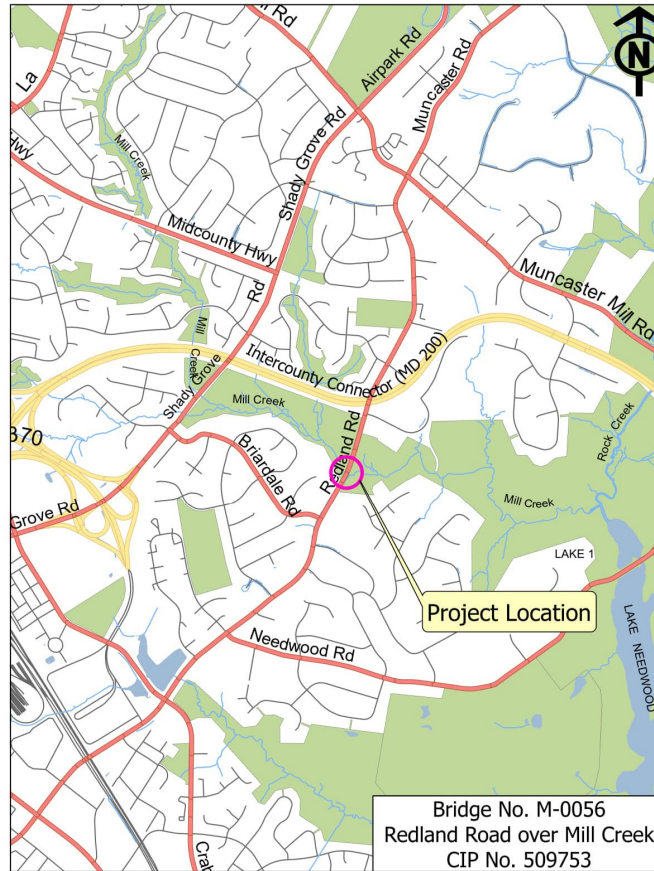 La
Rd
Airpark Rd
Muncaster Rd
N
Hwy
Mill Creek
Shady Grove Rd
Midcounty Hwy
Rd
Muncaster Mill Rd
Mill
Creek
Shady Grove
Intercounty Connector (MD 200)
Mill Creek
370
Briardale Rd
Redland Rd
Rock Creek
Mill Creek
Grove Rd
LAKE 1
Project Location
LAKE NEEDWOOD
Needwood Rd
Crab
Bridge No. M-0056
Redland Road over Mill Creek
CIP No. 509753